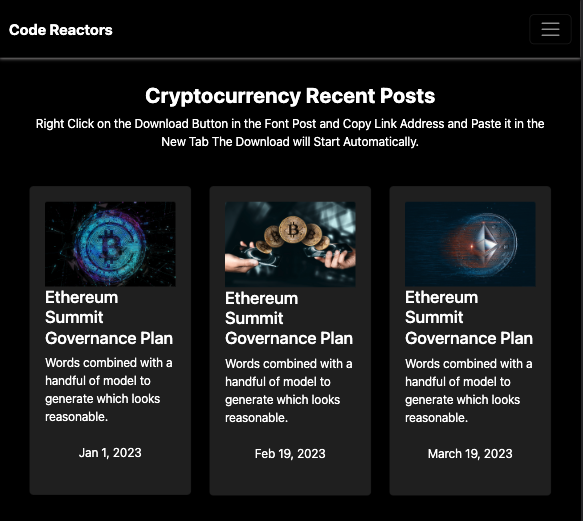 Code Reactors
Cryptocurrency Recent Posts
Right Click on the Download Button in the Font Post and Copy Link Address and Paste it in the
New Tab The Download will Start Automatically.
Ethereum
Summit
Governance Plan
Words combined with a
handful of model to
generate which looks
reasonable.
Jan 1, 2023
Ethereum
Summit
Governance Plan
Words combined with a
handful of model to
generate which looks
reasonable.
Feb 19, 2023
Ethereum
Summit
Governance Plan
Words combined with a
handful of model to
generate which looks
reasonable.
March 19, 2023